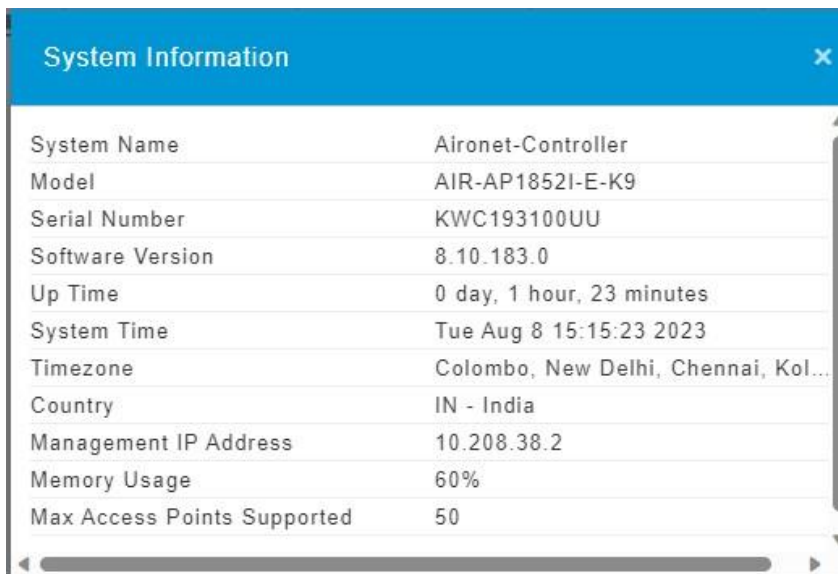 System Information ×
System Name Aironet-Controller
Model AIR-AP1852I-E-K9
Serial Number KWC193100UU
Software Version 8.10.183.0
Up Time 0 day, 1 hour, 23 minutes
System Time Tue Aug 8 15:15:23 2023
Timezone Colombo, New Delhi, Chennai, Kol...
Country IN - India
Management IP Address 10.208.38.2
Memory Usage 60%
Max Access Points Supported 50